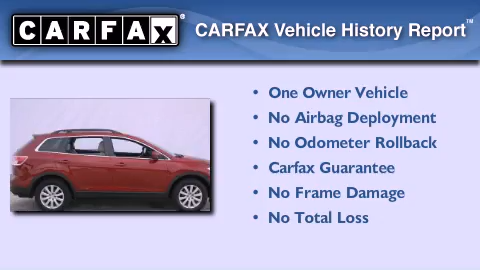 CARFAX® CARFAX Vehicle History Report™
• One Owner Vehicle
• No Airbag Deployment
• No Odometer Rollback
• Carfax Guarantee
• No Frame Damage
• No Total Loss